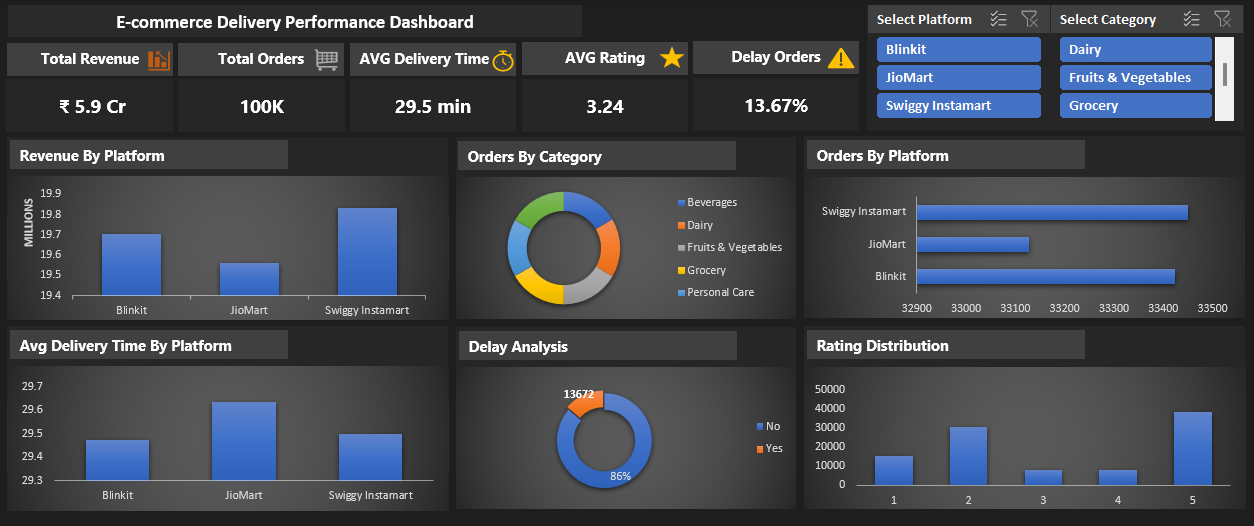 E-commerce Delivery Performance Dashboard
Select Platform
Select Category
Blinkit
JioMart
Swiggy Instamart
Dairy
Fruits & Vegetables
Grocery
Total Revenue
₹ 5.9 Cr
Total Orders
100K
AVG Delivery Time
29.5 min
AVG Rating
3.24
Delay Orders
13.67%
Revenue By Platform
MILLIONS
19.9
19.8
19.7
19.6
19.5
19.4
Blinkit
JioMart
Swiggy Instamart
Orders By Category
Beverages
Dairy
Fruits & Vegetables
Grocery
Personal Care
Orders By Platform
Swiggy Instamart
JioMart
Blinkit
32900 33000 33100 33200 33300 33400 33500
Avg Delivery Time By Platform
29.7
29.6
29.5
29.4
29.3
Blinkit
JioMart
Swiggy Instamart
Delay Analysis
13672
86%
No
Yes
Rating Distribution
50000
40000
30000
20000
10000
0
1 2 3 4 5